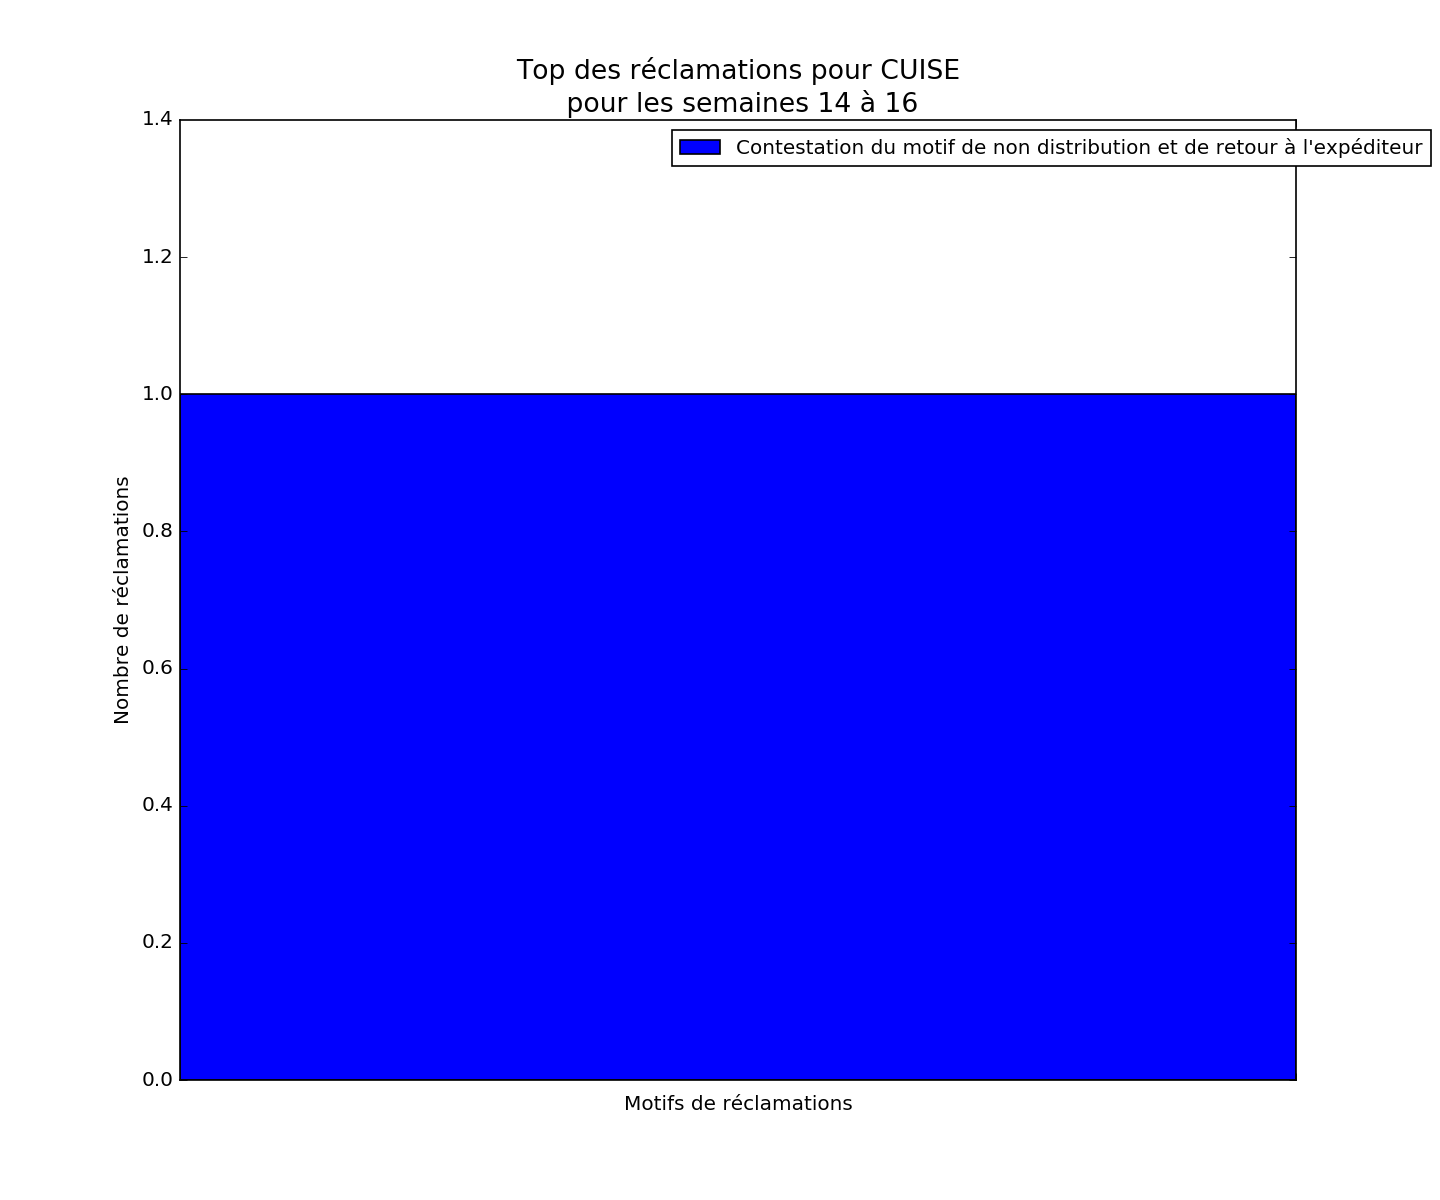 Top des réclamations pour CUISE
pour les semaines 14 à 16
Contestation du motif de non distribution et de retour à l'expéditeur
1.4
1.2
1.0
0.8
0.6
0.4
0.2
0.0
Nombre de réclamations
Motifs de réclamations